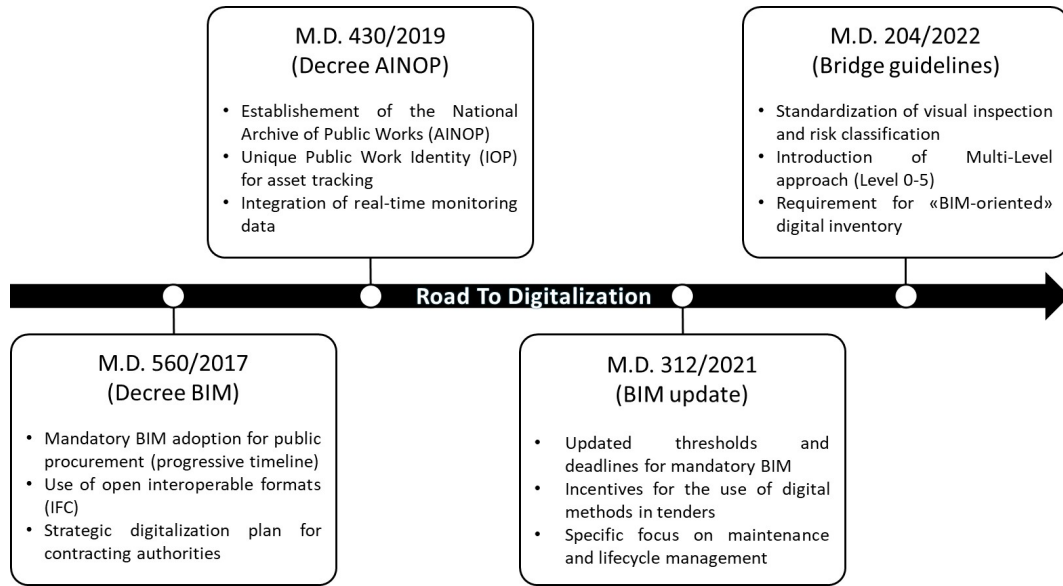 M.D. 430/2019
(Decree AINOP)
• Establishement of the National
Archive of Public Works (AINOP)
• Unique Public Work Identity (IOP)
for asset tracking
• Integration of real-time monitoring
data
M.D. 204/2022
(Bridge guidelines)
• Standardization of visual inspection
and risk classification
• Introduction of Multi-Level
approach (Level 0-5)
• Requirement for «BIM-oriented»
digital inventory
Road To Digitalization
M.D. 560/2017
(Decree BIM)
• Mandatory BIM adoption for public
procurement (progressive timeline)
• Use of open interoperable formats
(IFC)
• Strategic digitalization plan for
contracting authorities
M.D. 312/2021
(BIM update)
• Updated thresholds and
deadlines for mandatory BIM
• Incentives for the use of digital
methods in tenders
• Specific focus on maintenance
and lifecycle management